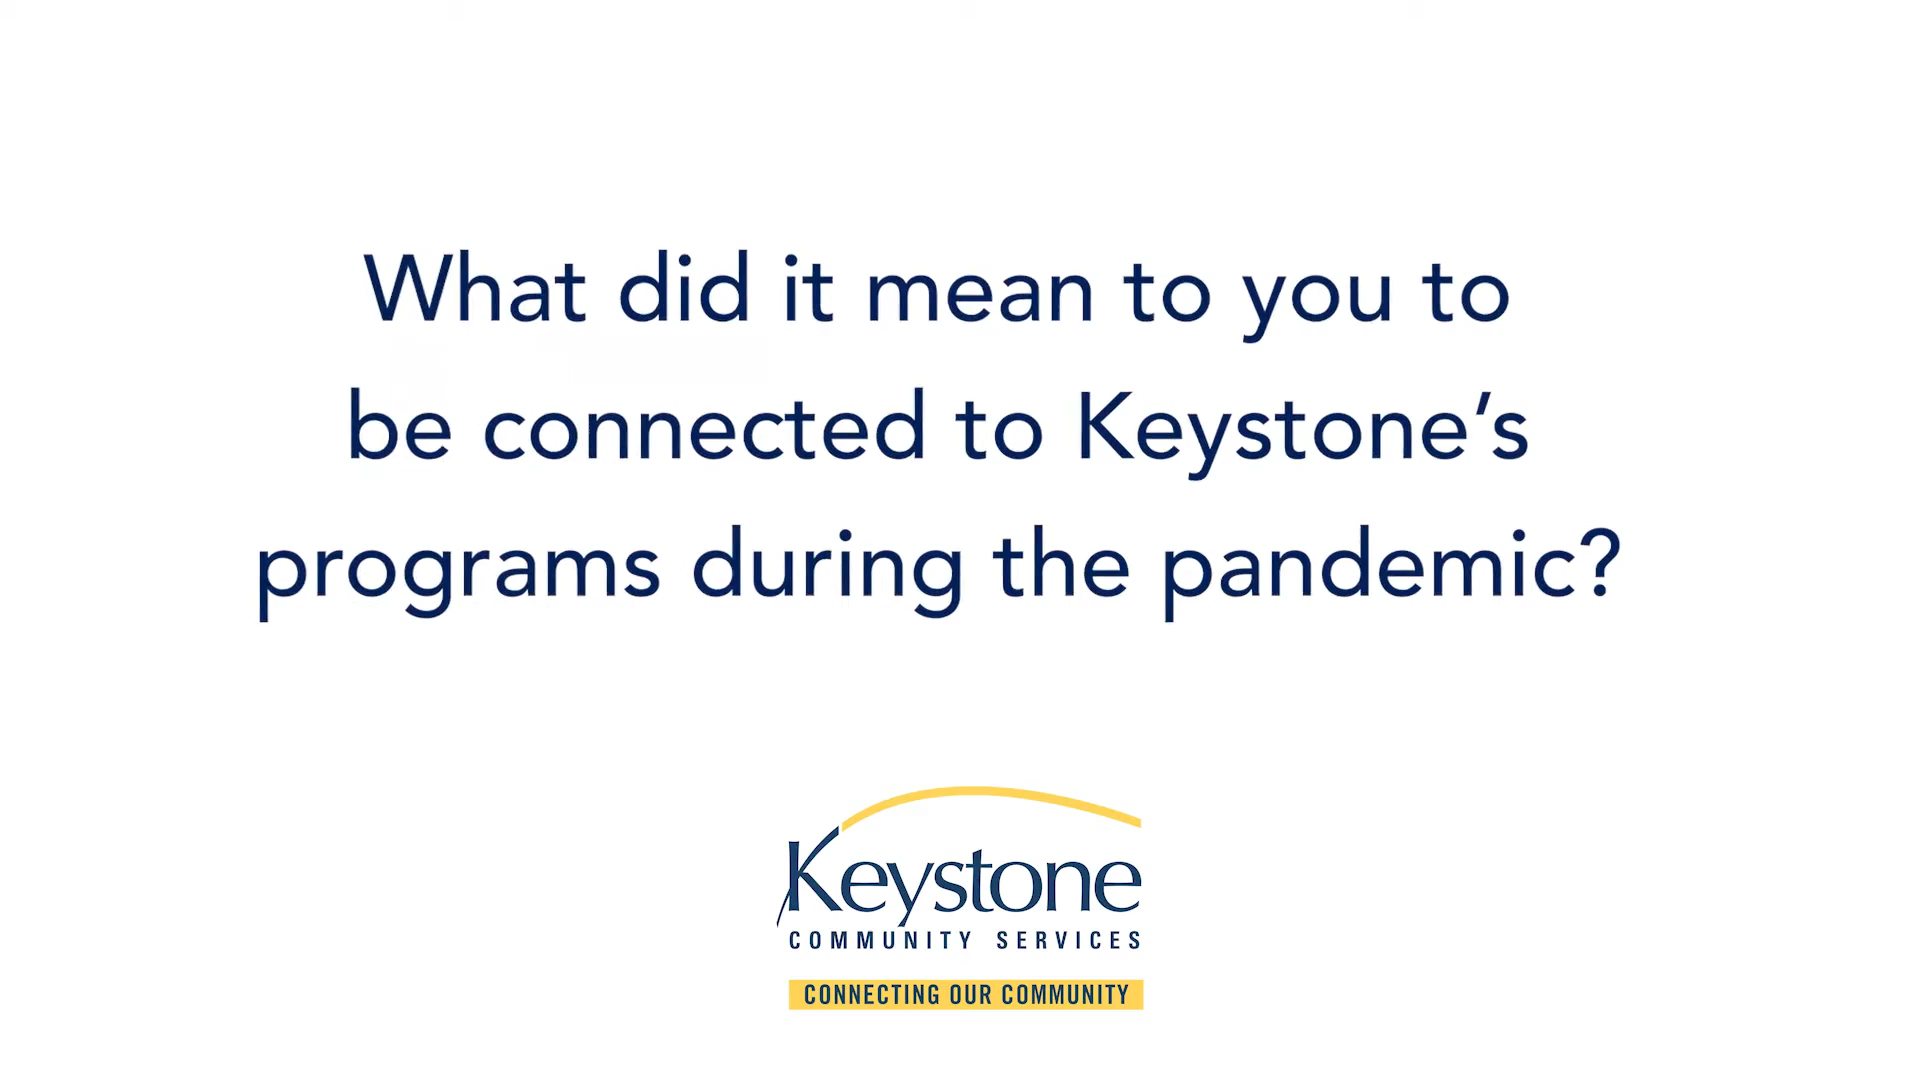 What did it mean to you to
be connected to Keystone’s
programs during the pandemic?
Keystone
COMMUNITY SERVICES
CONNECTING OUR COMMUNITY